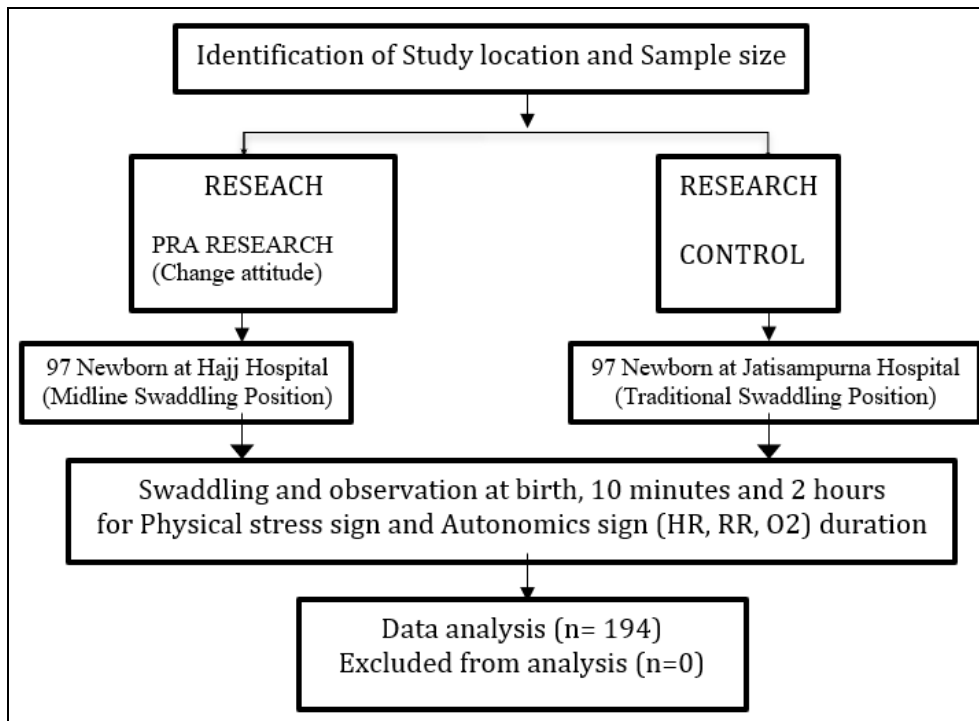 Identification of Study location and Sample size
RESEACH
PRA RESEARCH
(Change attitude)
RESEARCH
CONTROL
97 Newborn at Hajj Hospital
(Midline Swaddling Position)
97 Newborn at Jatisampurna Hospital
(Traditional Swaddling Position)
Swaddling and observation at birth, 10 minutes and 2 hours
for Physical stress sign and Autonomics sign (HR, RR, O2) duration
Data analysis (n= 194)
Excluded from analysis (n=0)